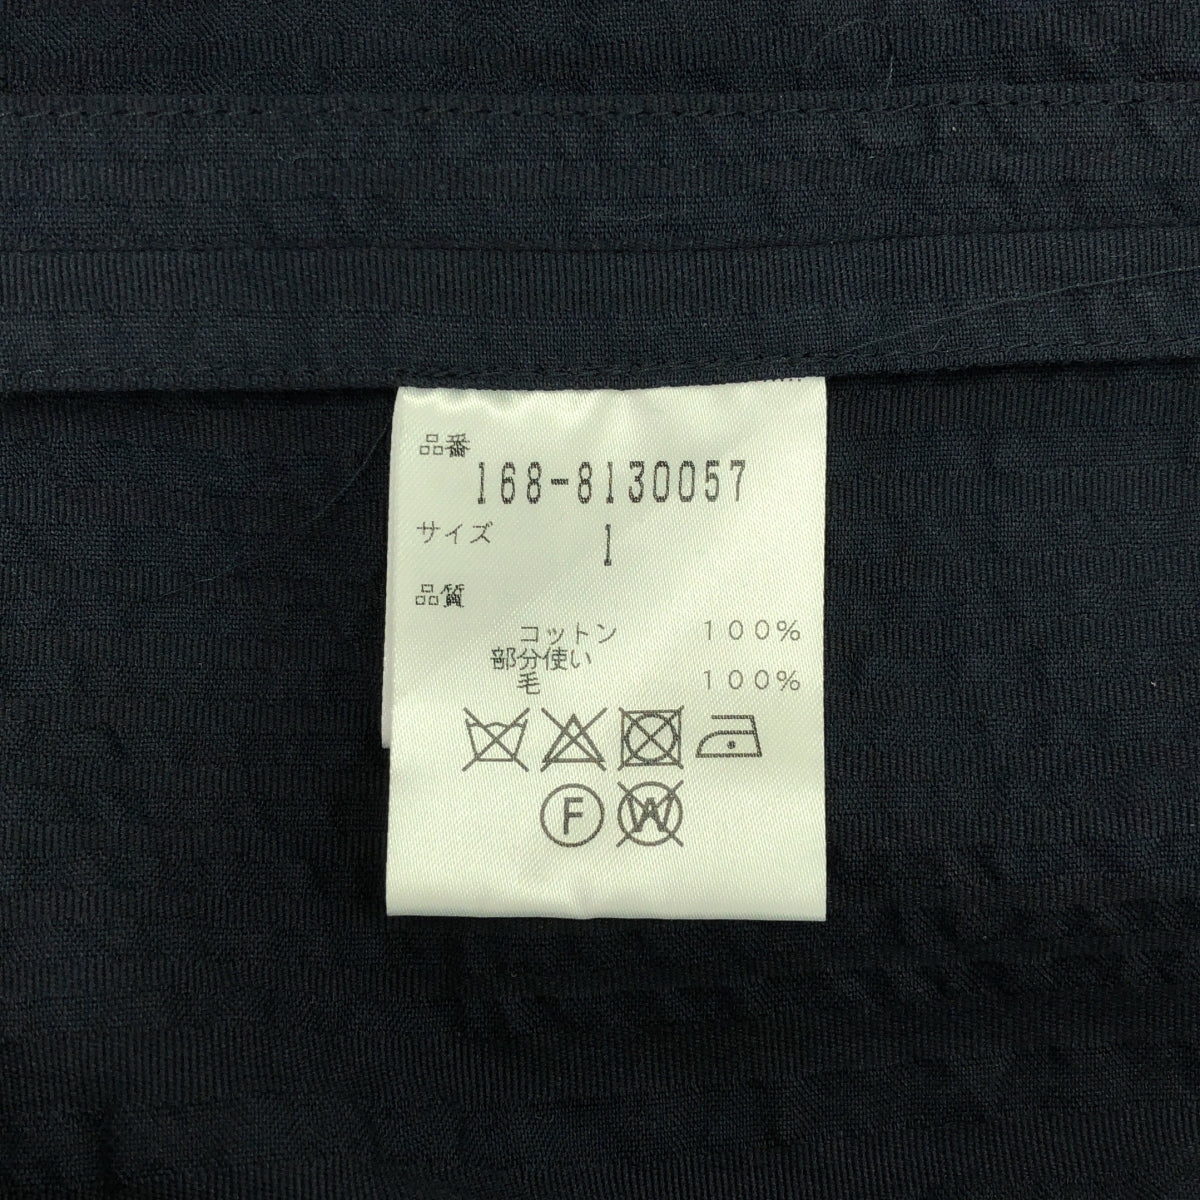 品番
168-8130057
サイズ 1
品質
コットン 100%
部分使い
毛 100%
F W